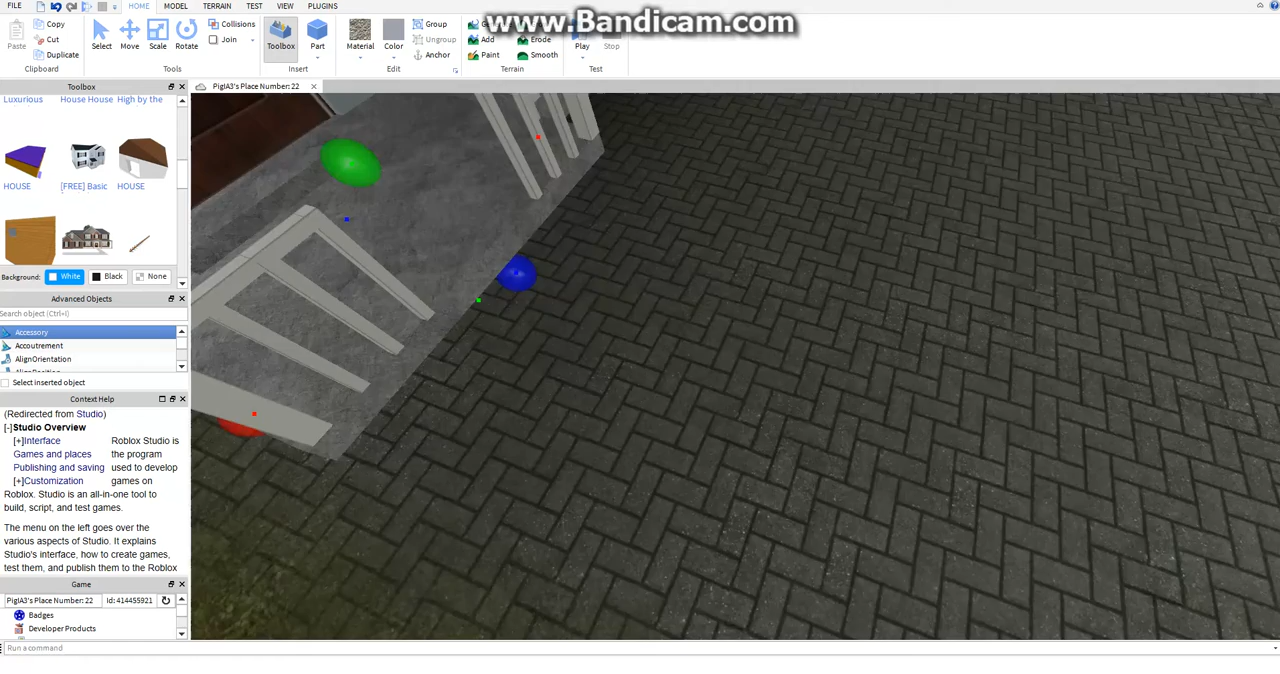 FILE HOME MODEL TERRAIN TEST VIEW PLUGINS
www.Bandicam.com
Copy
Cut
Duplicate
Paste
Select Move Scale Rotate
Collisions
Join
Toolbox Part
Material Color
Group
Ungroup
Anchor
Add Erode
Paint Smooth
Play Stop
Clipboard Tools Insert Edit Terrain Test
Toolbox
PigIA3's Place Number: 22
Luxurious House House High by the
HOUSE [FREE] Basic HOUSE
Background: White Black None
Advanced Objects
Search object (Ctrl+i)
Accessory
Accoutrement
AlignOrientation
Select inserted object
Context Help
(Redirected from Studio)
[-]Studio Overview
[+]Interface
Games and places
Publishing and saving
[+]Customization
Roblox Studio is
the program
used to develop
games on
Roblox. Studio is an all-in-one tool to
build, script, and test games.
The menu on the left goes over the
various aspects of Studio. It explains
Studio's interface, how to create games,
test them, and publish them to the Roblox
Game
PigIA3's Place Number: 22 Id: 414455921
Badges
Developer Products
Run a command